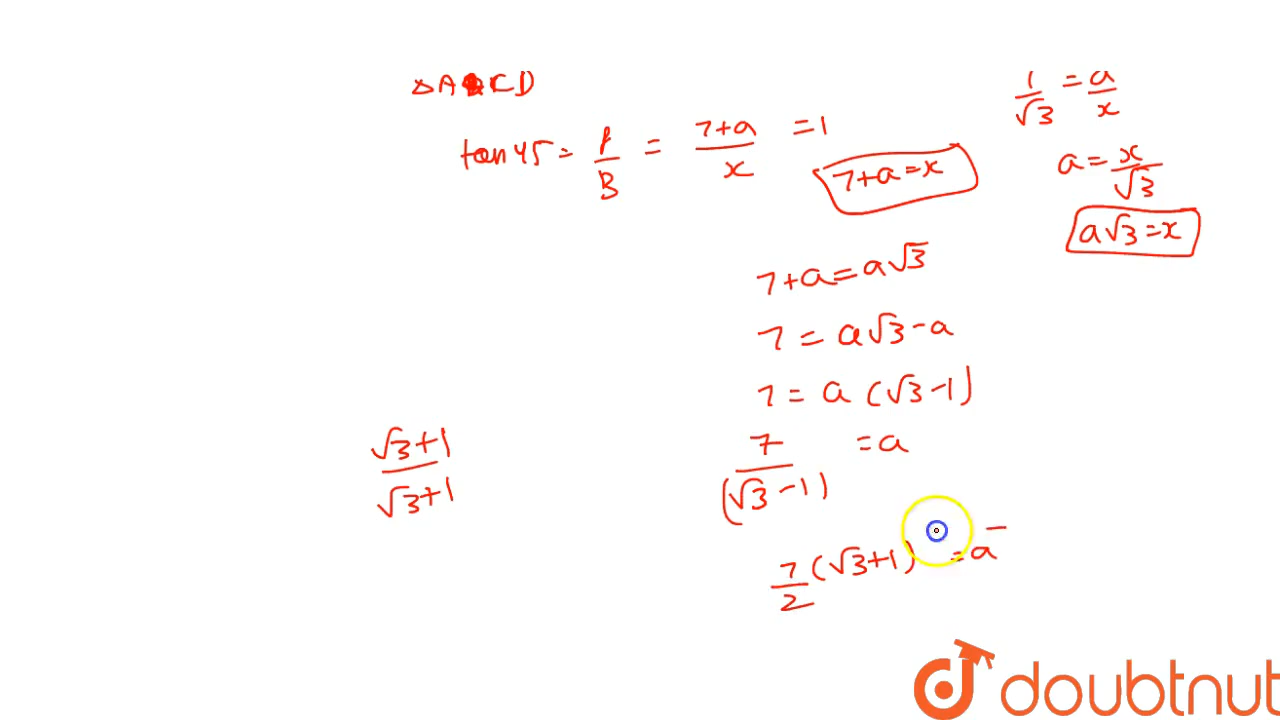 △ACD
tan45 = P/B = 7+a/x = 1
7+a=x
1/√3 = a/x
a = x/√3
a√3 = x
7+a=a√3
7 = a√3-a
7 = a (√3-1)
7/(√3-1) = a
√3+1/√3+1
7/2 (√3+1) = a
doubtnut